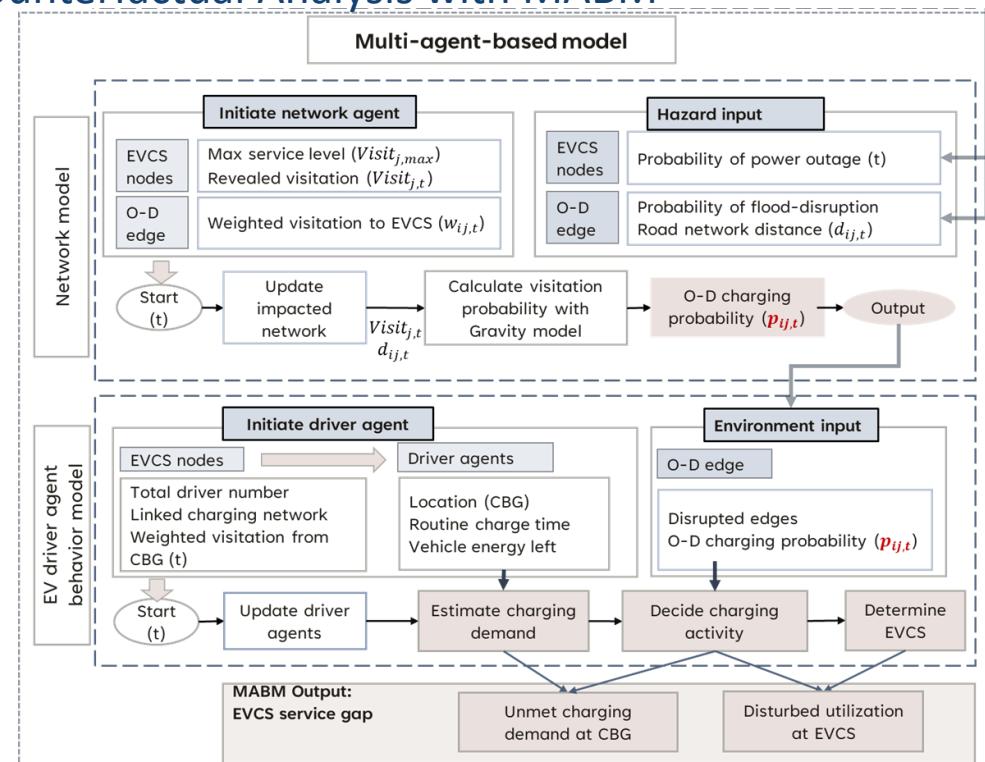 Counterfactual Analysis with MABM
Multi-agent-based model
Network model
Initiate network agent
EVCS
nodes
Max service level (Visit_{j,max})
Revealed visitation (Visit_{j,t})
O-D
edge
Weighted visitation to EVCS (w_{ij,t})
Hazard input
EVCS
nodes
Probability of power outage (t)
O-D
edge
Probability of flood-disruption
Road network distance (d_{ij,t})
Start
(t)
Update
impacted
network
Visit_{j,t}
d_{ij,t}
Calculate visitation
probability with
Gravity model
O-D charging
probability (p_{ij,t})
Output
EV driver agent
behavior model
Initiate driver agent
EVCS nodes
Driver agents
Total driver number
Linked charging network
Weighted visitation from
CBG (t)
Location (CBG)
Routine charge time
Vehicle energy left
Environment input
O-D edge
Disrupted edges
O-D charging probability (p_{ij,t})
Start
(t)
Update driver
agents
Estimate charging
demand
Decide charging
activity
Determine
EVCS
MABM Output:
EVCS service gap
Unmet charging
demand at CBG
Disturbed utilization
at EVCS